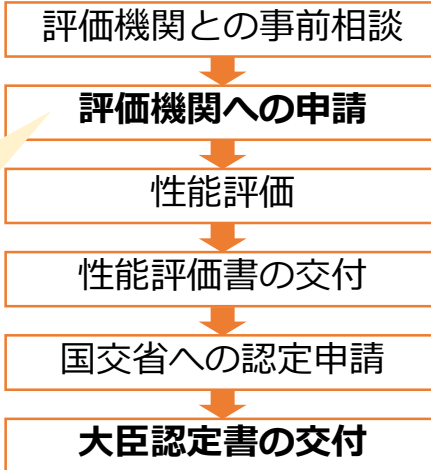 評価機関との事前相談
評価機関への申請
性能評価
性能評価書の交付
国交省への認定申請
大臣認定書の交付